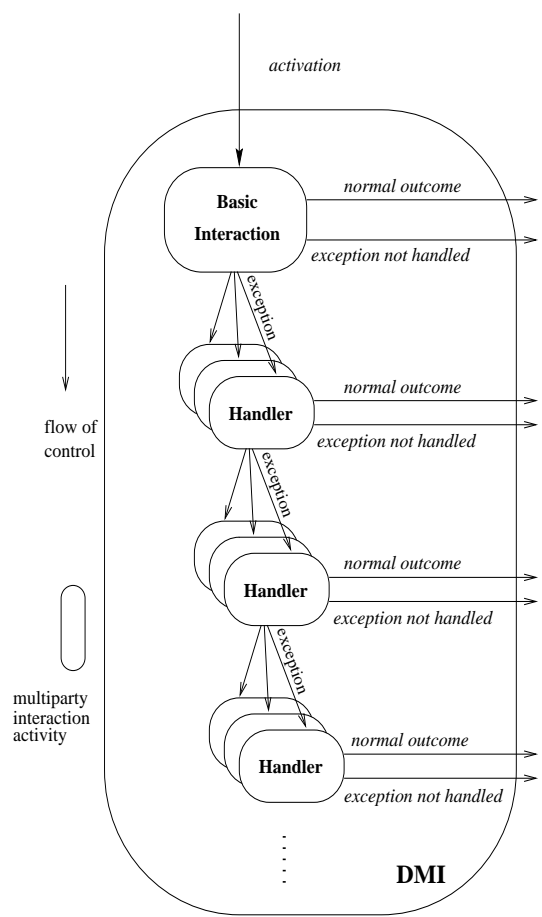 activation
Basic
Interaction
normal outcome
exception not handled
exception
Handler
normal outcome
exception not handled
flow of
control
exception
Handler
normal outcome
exception not handled
multiparty
interaction
activity
exception
Handler
normal outcome
exception not handled
DMI